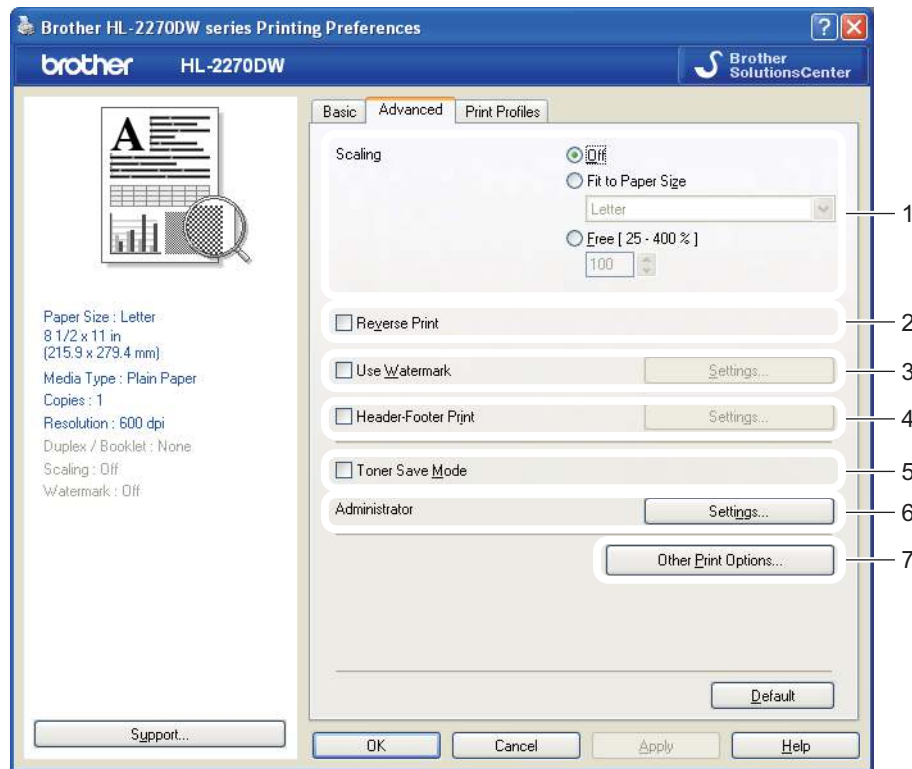 Brother HL-2270DW series Printing Preferences
brother HL-2270DW
Brother
SolutionsCenter
Basic Advanced Print Profiles
A
Scaling
Off
Fit to Paper Size
Letter
1
Free [ 25 - 400 % ]
100
Paper Size : Letter
8 1/2 x 11 in
(215.9 x 279.4 mm)
Media Type : Plain Paper
Copies : 1
Resolution : 600 dpi
Duplex / Booklet : None
Scaling : Off
Watermark : Off
Reverse Print 2
Use Watermark Settings... 3
Header-Footer Print Settings... 4
Toner Save Mode 5
Administrator Settings... 6
Other Print Options... 7
Default
Support...
OK Cancel Apply Help